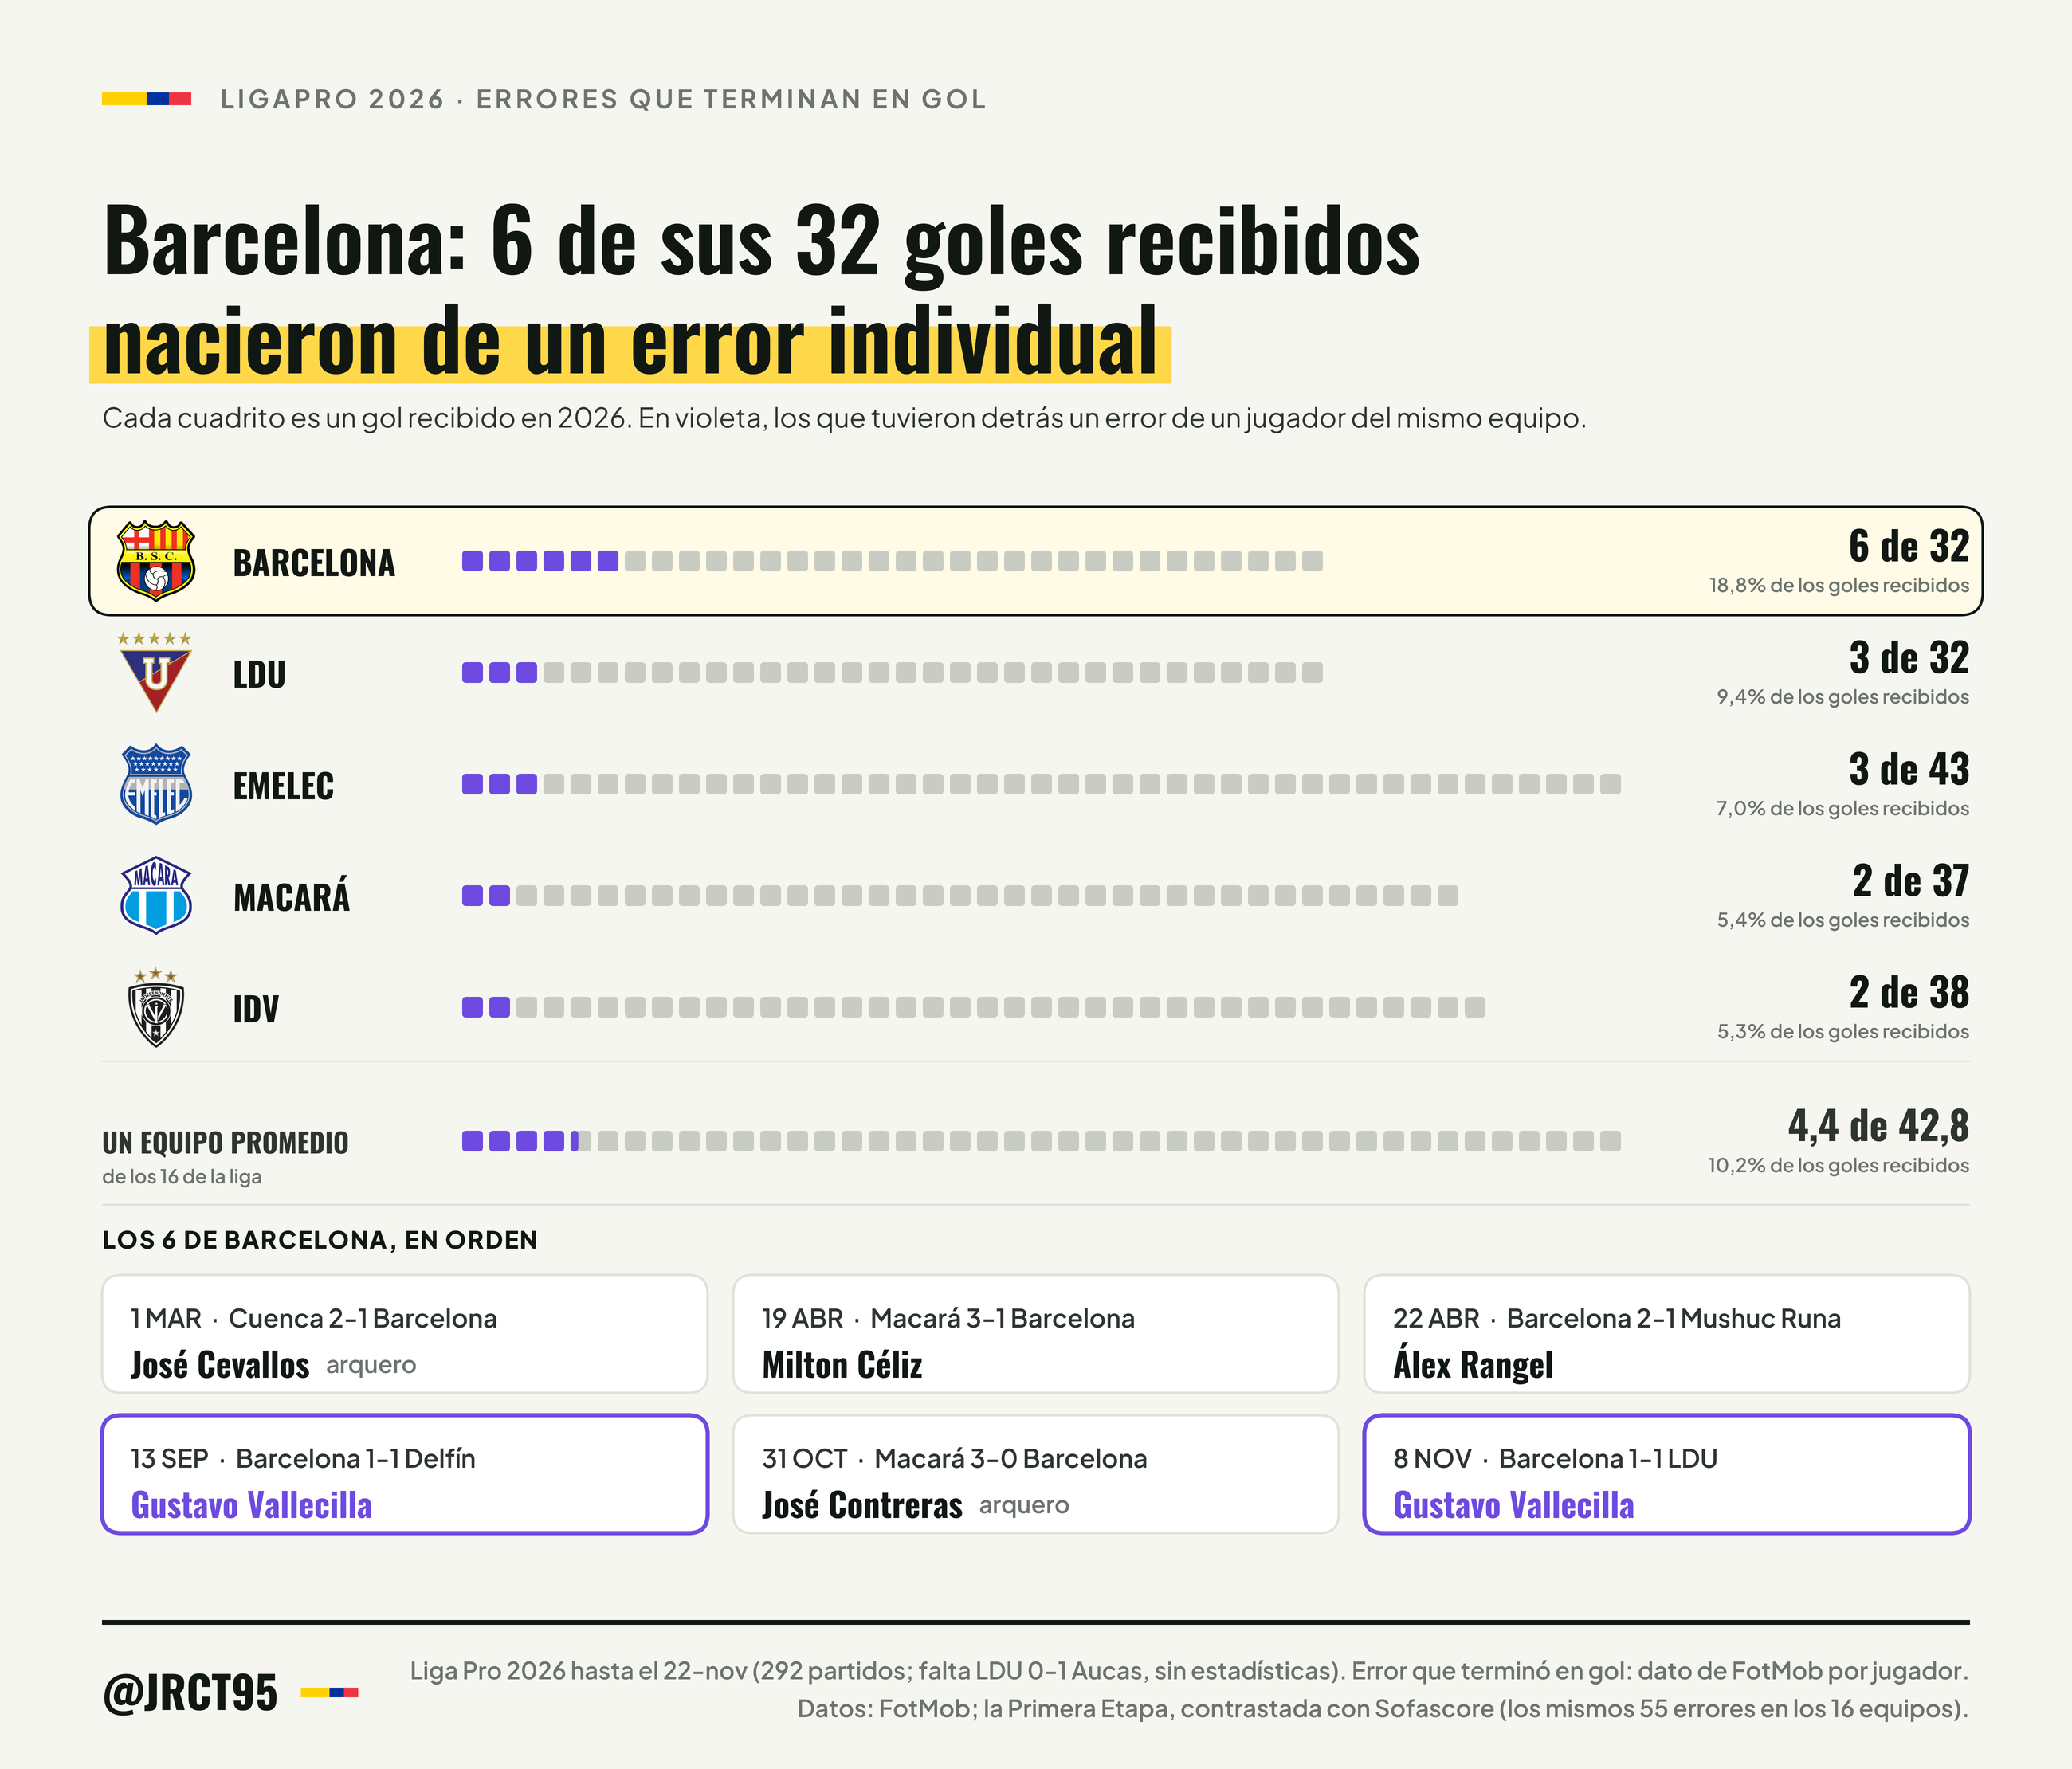 LIGAPRO 2026 · ERRORES QUE TERMINAN EN GOL
Barcelona: 6 de sus 32 goles recibidos
nacieron de un error individual
Cada cuadrito es un gol recibido en 2026. En violeta, los que tuvieron detrás un error de un jugador del mismo equipo.
B. S. C.
BARCELONA
6 de 32
18,8% de los goles recibidos
U
LDU
3 de 32
9,4% de los goles recibidos
EMELEC
EMELEC
3 de 43
7,0% de los goles recibidos
MACARA
MACARÁ
2 de 37
5,4% de los goles recibidos
IDV
2 de 38
5,3% de los goles recibidos
UN EQUIPO PROMEDIO
de los 16 de la liga
4,4 de 42,8
10,2% de los goles recibidos
LOS 6 DE BARCELONA, EN ORDEN
1 MAR · Cuenca 2-1 Barcelona
José Cevallos arquero
19 ABR · Macará 3-1 Barcelona
Milton Céliz
22 ABR · Barcelona 2-1 Mushuc Runa
Álex Rangel
13 SEP · Barcelona 1-1 Delfín
Gustavo Vallecilla
31 OCT · Macará 3-0 Barcelona
José Contreras arquero
8 NOV · Barcelona 1-1 LDU
Gustavo Vallecilla
@JRCT95
Liga Pro 2026 hasta el 22-nov (292 partidos; falta LDU 0-1 Aucas, sin estadísticas). Error que terminó en gol: dato de FotMob por jugador.
Datos: FotMob; la Primera Etapa, contrastada con Sofascore (los mismos 55 errores en los 16 equipos).